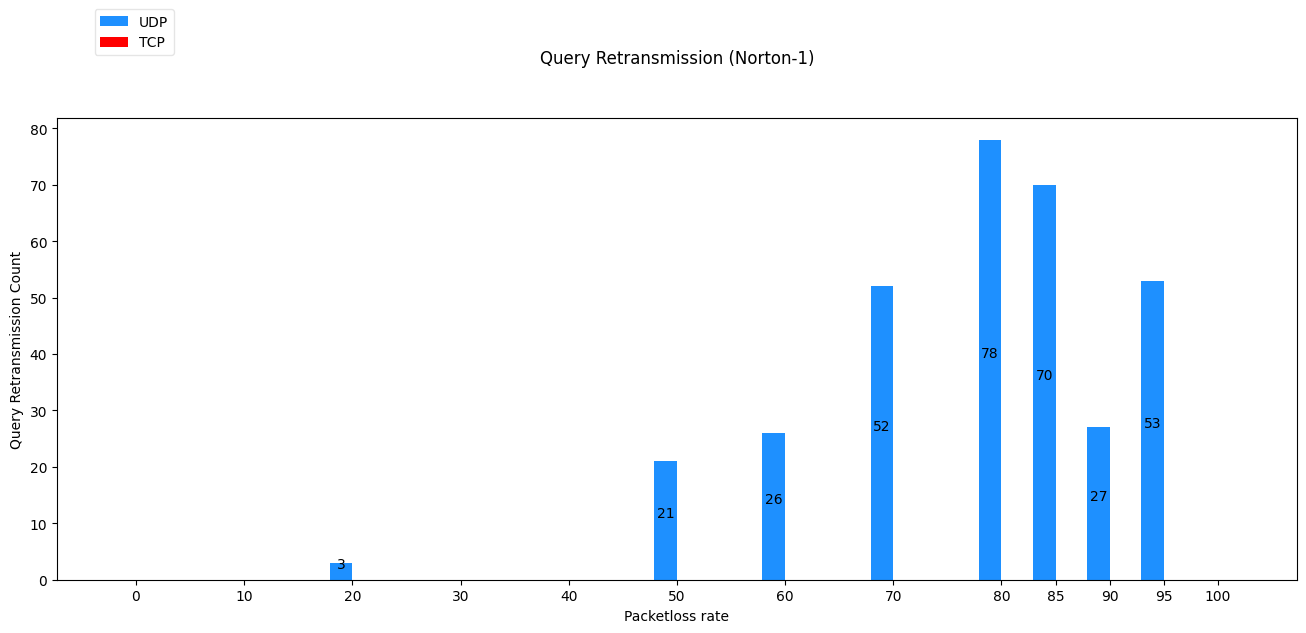 UDP
TCP
Query Retransmission (Norton-1)
Query Retransmission Count
80
70
60
50
40
30
20
10
0
3
21
26
52
78
70
27
53
0 10 20 30 40 50 60 70 80 85 90 95 100
Packetloss rate